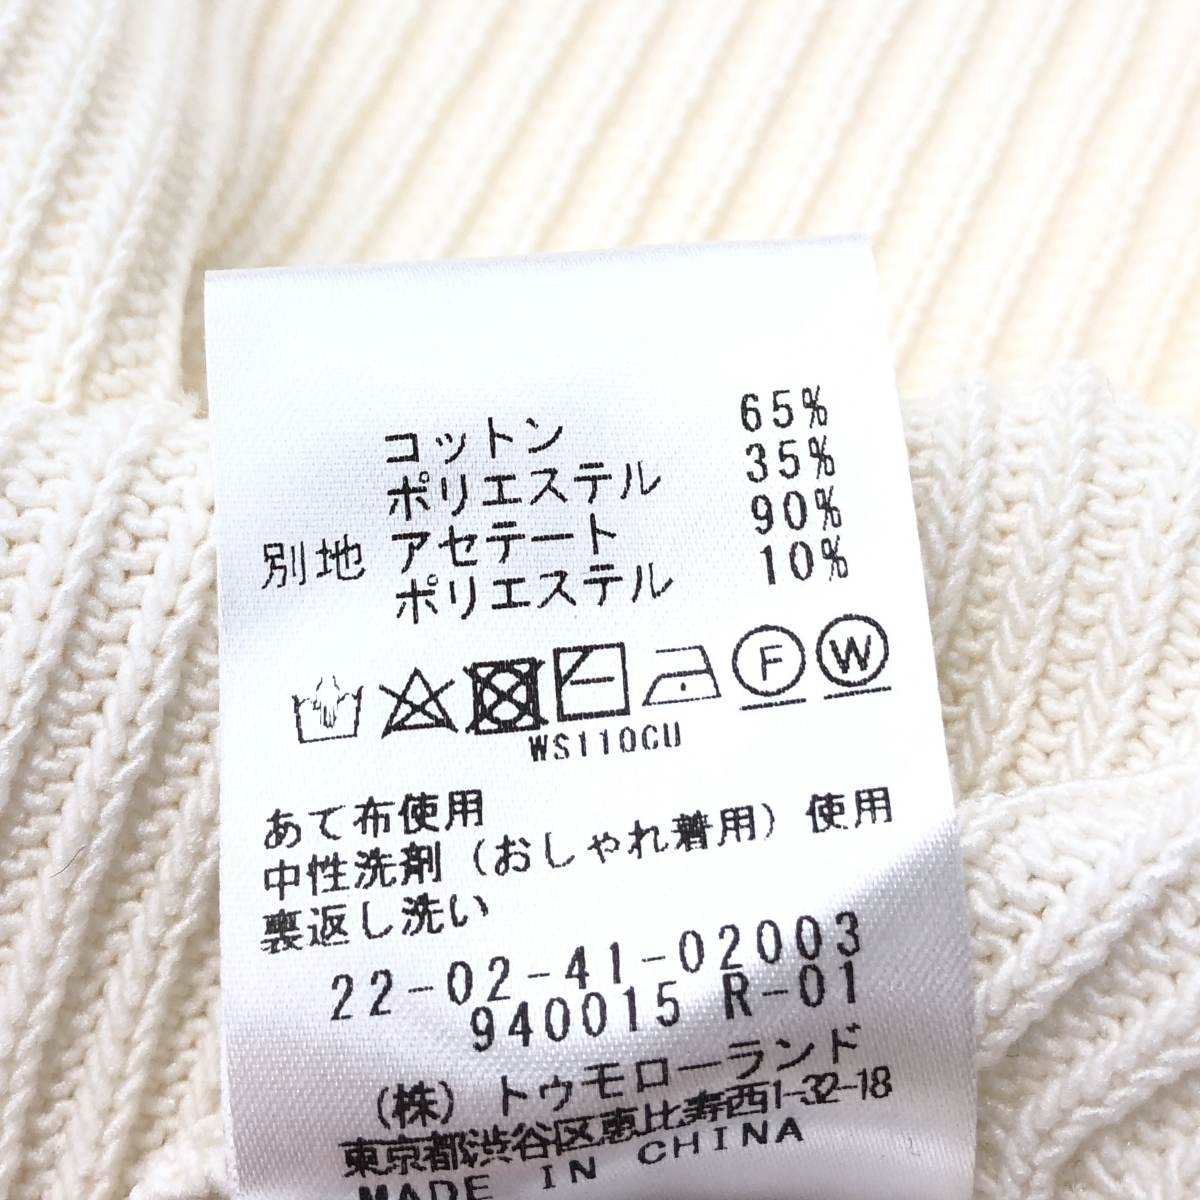 コットン 65%
ポリエステル 35%
別地 アセテート 90%
ポリエステル 10%
F W
WS110CU
あて布使用
中性洗剤（おしゃれ着用）使用
裏返し洗い
22-02-41-02003
940015 R-01
（株）トゥモローランド
東京都渋谷区恵比寿西1-32-18
MADE IN CHINA